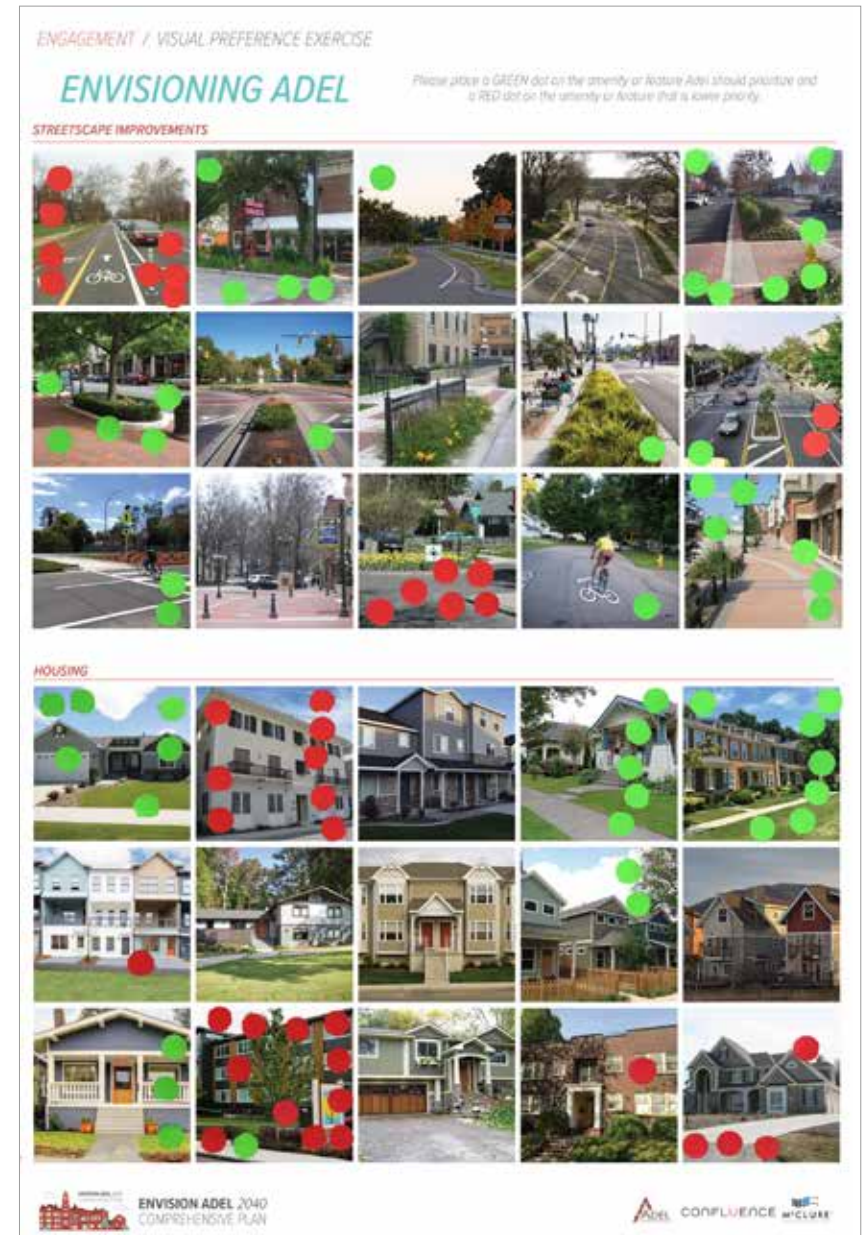 ENGAGEMENT / VISUAL PREFERENCE EXERCISE
ENVISIONING ADEL
Please place a GREEN dot on the amenity or feature Adel should prioritize and
a RED dot on the amenity or feature that is lower priority.
STREETSCAPE IMPROVEMENTS
HOUSING
ENVISION ADEL 2040
COMPREHENSIVE PLAN
ADEL
CONFLUENCE
McCLURE